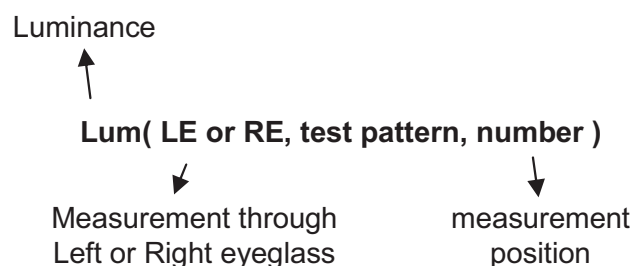 Luminance
Lum( LE or RE, test pattern, number )
Measurement through
Left or Right eyeglass
measurement
position